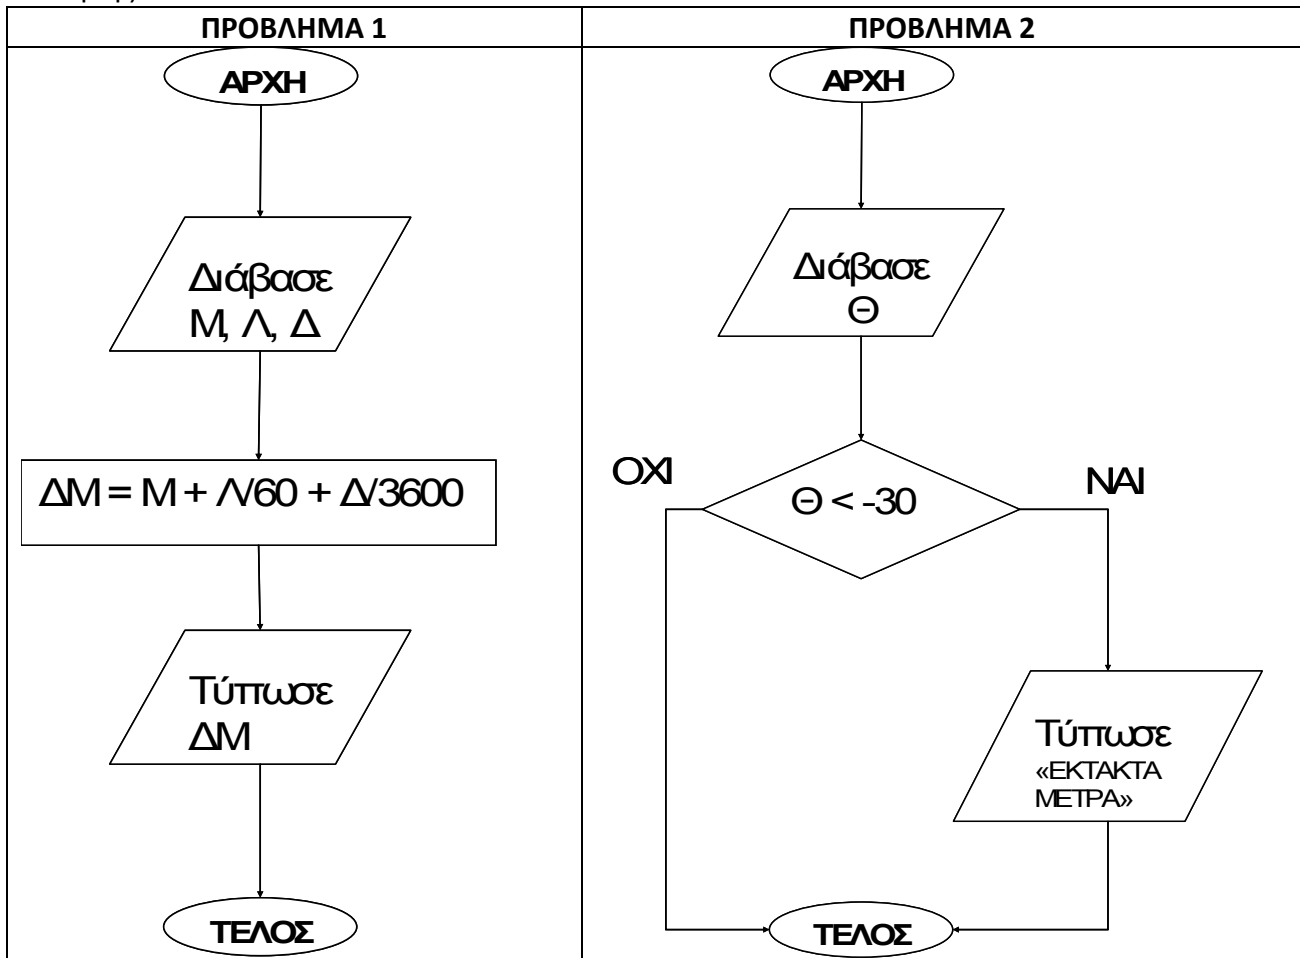 ΠΡΟΒΛΗΜΑ 1
ΑΡΧΗ
Διάβασε
Μ, Λ, Δ
ΔΜ = Μ + Λ/60 + Δ/3600
Τύπωσε
ΔΜ
ΤΕΛΟΣ
ΠΡΟΒΛΗΜΑ 2
ΑΡΧΗ
Διάβασε
Θ
Θ < -30
ΟΧΙ
ΝΑΙ
Τύπωσε
«ΕΚΤΑΚΤΑ
ΜΕΤΡΑ»
ΤΕΛΟΣ